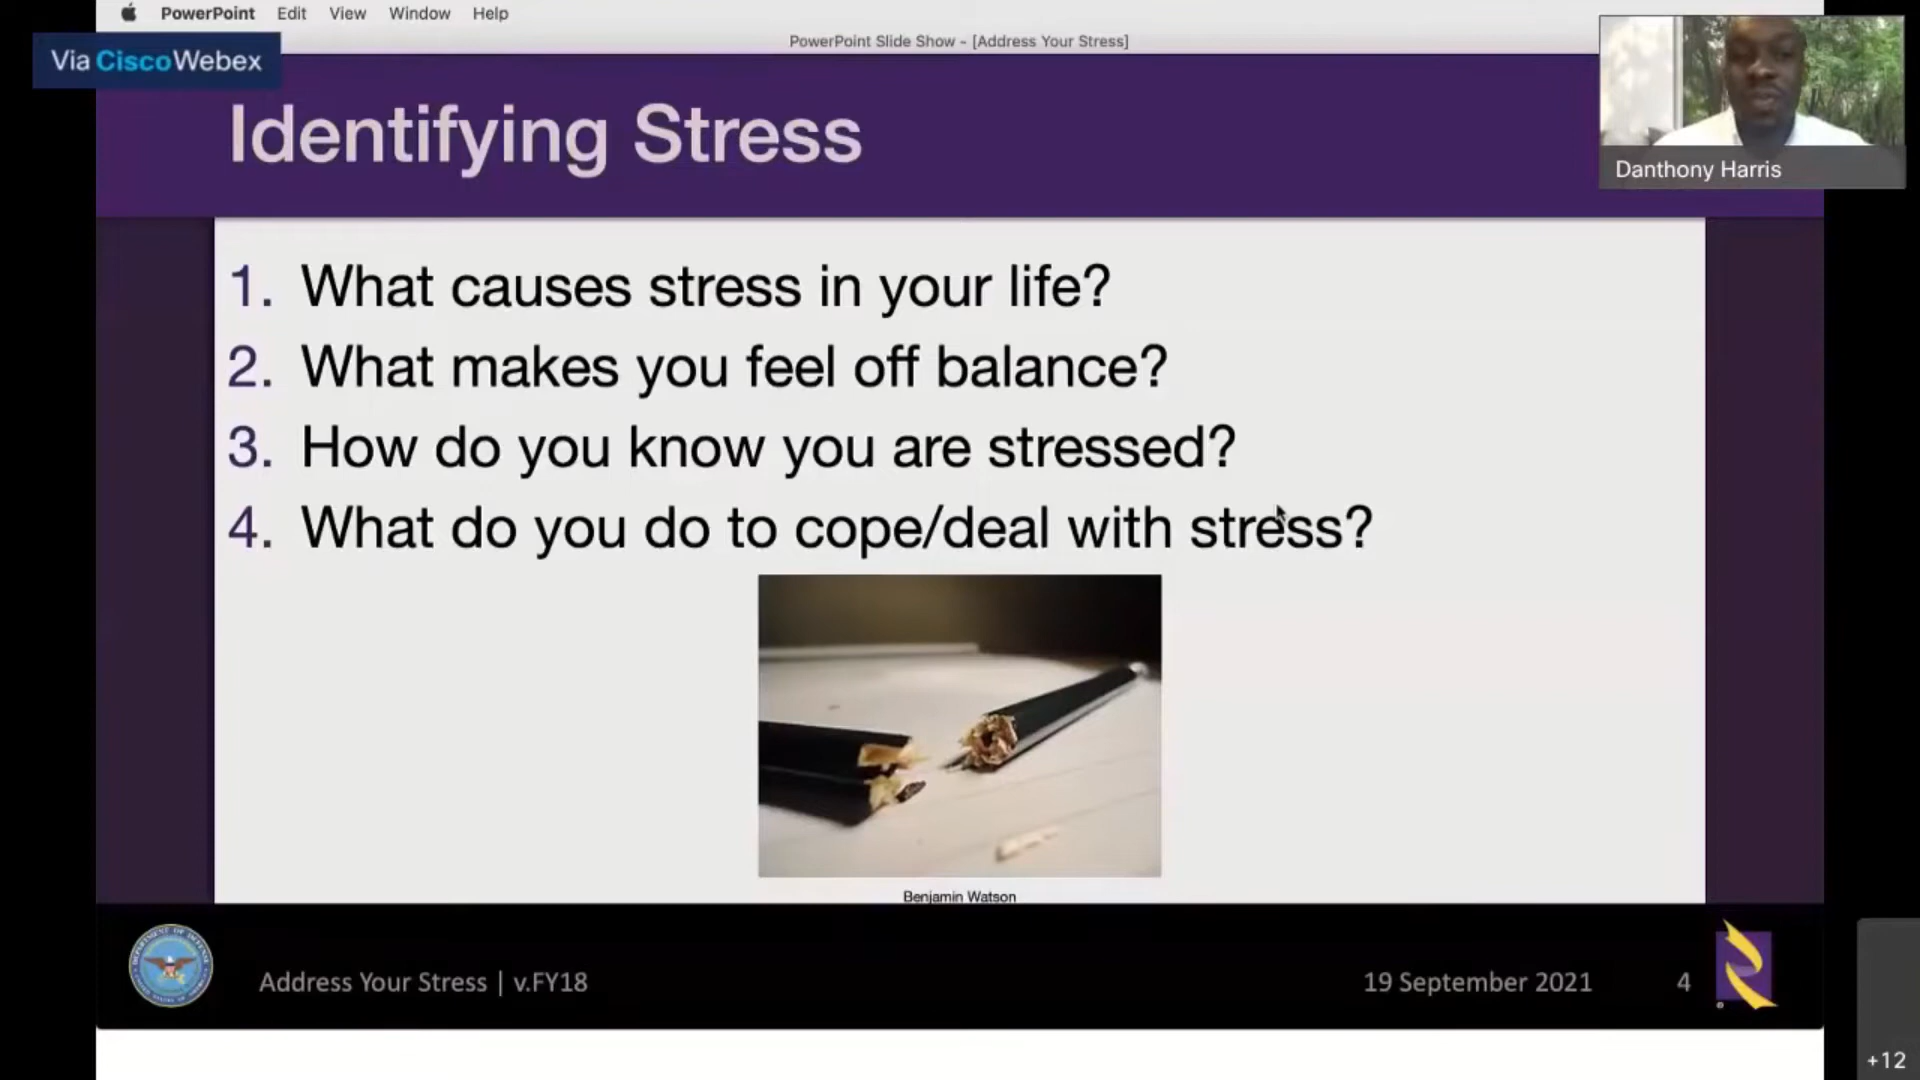 PowerPoint Edit View Window Help
PowerPoint Slide Show - [Address Your Stress]
Via CiscoWebex
Identifying Stress
Danthony Harris
1. What causes stress in your life?
2. What makes you feel off balance?
3. How do you know you are stressed?
4. What do you do to cope/deal with stress?
Benjamin Watson
DEPARTMENT OF DEFENSE
Address Your Stress | v.FY18
19 September 2021
4
+12